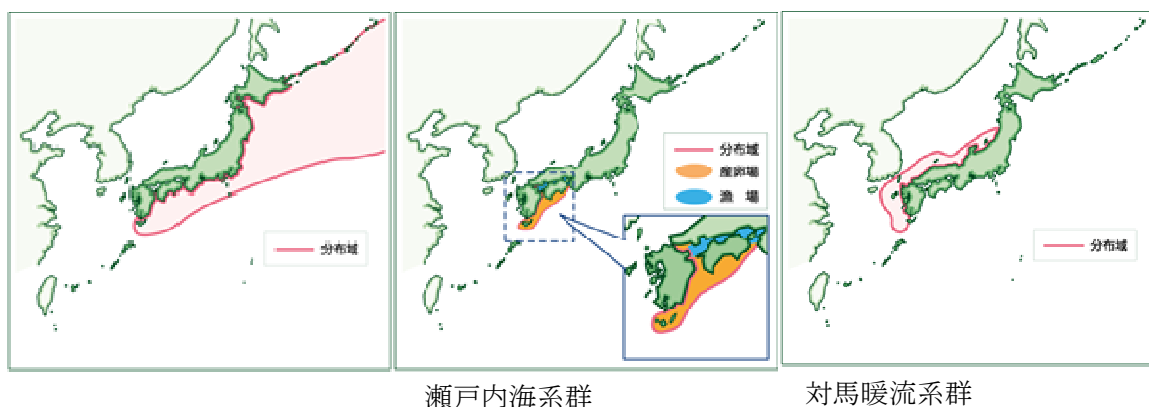 分布域
分布域
産卵場
漁 場
分布域
瀬戸内海系群
対馬暖流系群